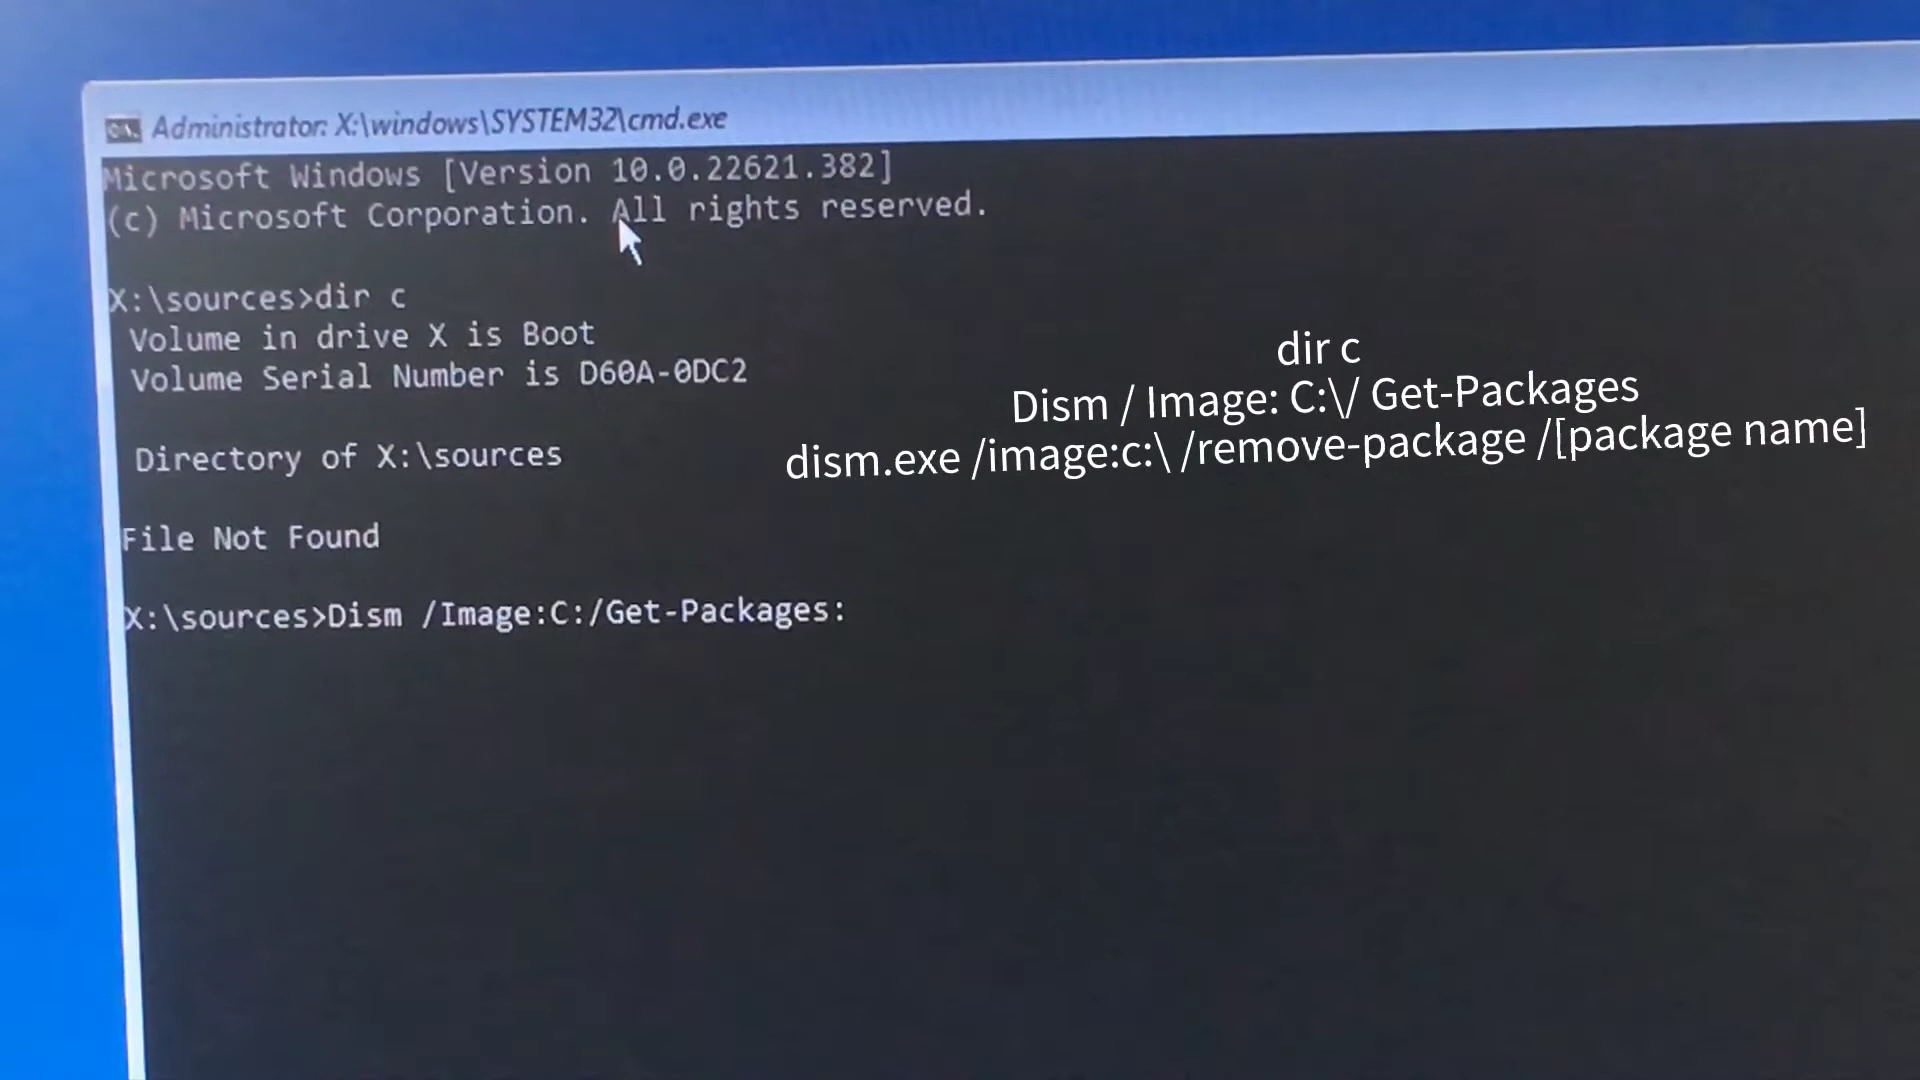 Administrator: X:\windows\SYSTEM32\cmd.exe
Microsoft Windows [Version 10.0.22621.382]
(c) Microsoft Corporation. All rights reserved.
X:\sources>dir c
Volume in drive X is Boot
Volume Serial Number is D60A-0DC2
Directory of X:\sources
File Not Found
X:\sources>Dism /Image:C:/Get-Packages:
dir c
Dism / Image: C:\/ Get-Packages
dism.exe /image:c:\ /remove-package /[package name]